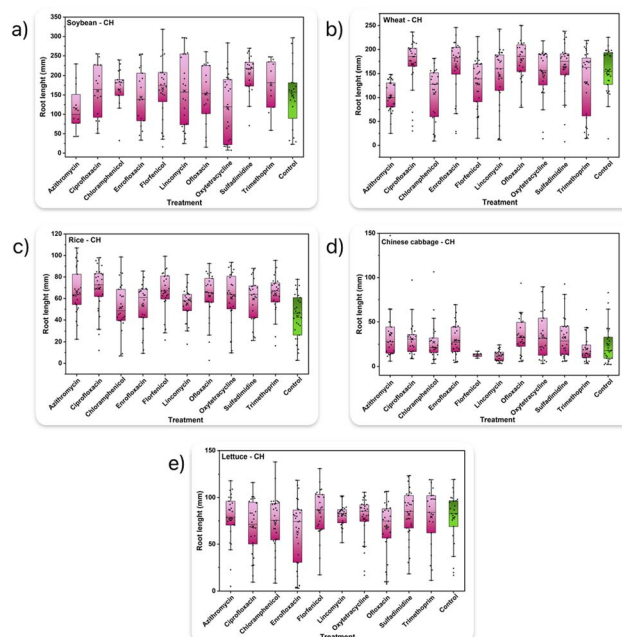 a)
Soybean - CH
Root lenght (mm)
350
300
250
200
150
100
50
0
Azithromycin
Ciprofloxacin
Chloramphenicol
Enrofloxacin
Florfenicol
Lincomycin
Ofloxacin
Oxytetracycline
Sulfadimidine
Trimethoprim
Control
Treatment
b)
Wheat - CH
Root lenght (mm)
250
200
150
100
50
0
Azithromycin
Ciprofloxacin
Chloramphenicol
Enrofloxacin
Florfenicol
Lincomycin
Ofloxacin
Oxytetracycline
Sulfadimidine
Trimethoprim
Control
Treatment
c)
Rice - CH
Root lenght (mm)
120
100
80
60
40
20
0
Azithromycin
Ciprofloxacin
Chloramphenicol
Enrofloxacin
Florfenicol
Lincomycin
Ofloxacin
Oxytetracycline
Sulfadimidine
Trimethoprim
Control
Treatment
d)
Chinese cabbage - CH
Root lenght (mm)
150
100
50
0
Azithromycin
Ciprofloxacin
Chloramphenicol
Enrofloxacin
Florfenicol
Lincomycin
Ofloxacin
Oxytetracycline
Sulfadimidine
Trimethoprim
Control
Treatment
e)
Lettuce - CH
Root lenght (mm)
150
100
50
0
Azithromycin
Ciprofloxacin
Chloramphenicol
Enrofloxacin
Florfenicol
Lincomycin
Oxytetracycline
Ofloxacin
Sulfadimidine
Trimethoprim
Control
Treatment